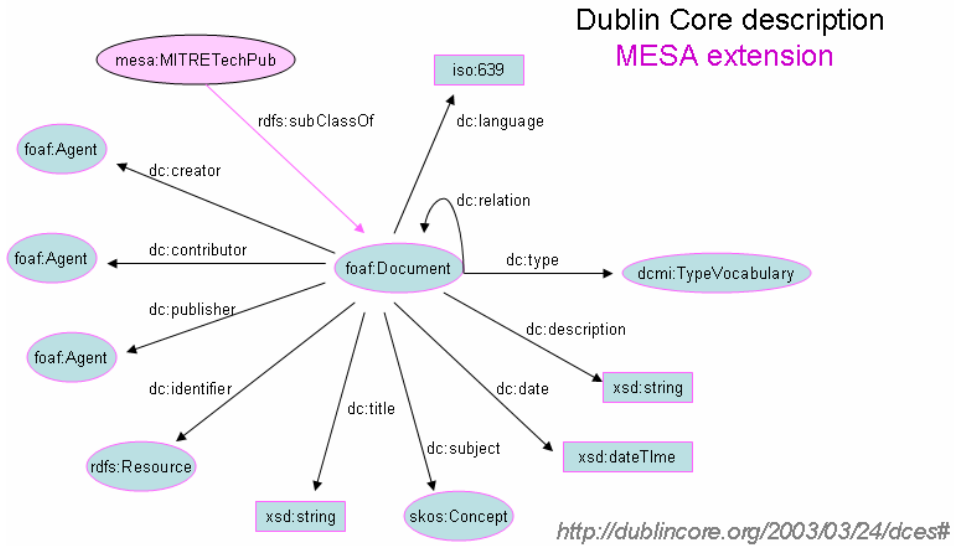 Dublin Core description
MESA extension
mesa:MITRETechPub
iso:639
rdfs:subClassOf
dc:language
foaf:Agent
dc:creator
dc:relation
foaf:Agent
dc:contributor
foaf:Document
dc:type
dcmi:TypeVocabulary
dc:publisher
dc:description
foaf:Agent
dc:identifier
dc:date
xsd:string
dc:title
dc:subject
xsd:dateTIme
rdfs:Resource
xsd:string
skos:Concept
http://dublincore.org/2003/03/24/dces#